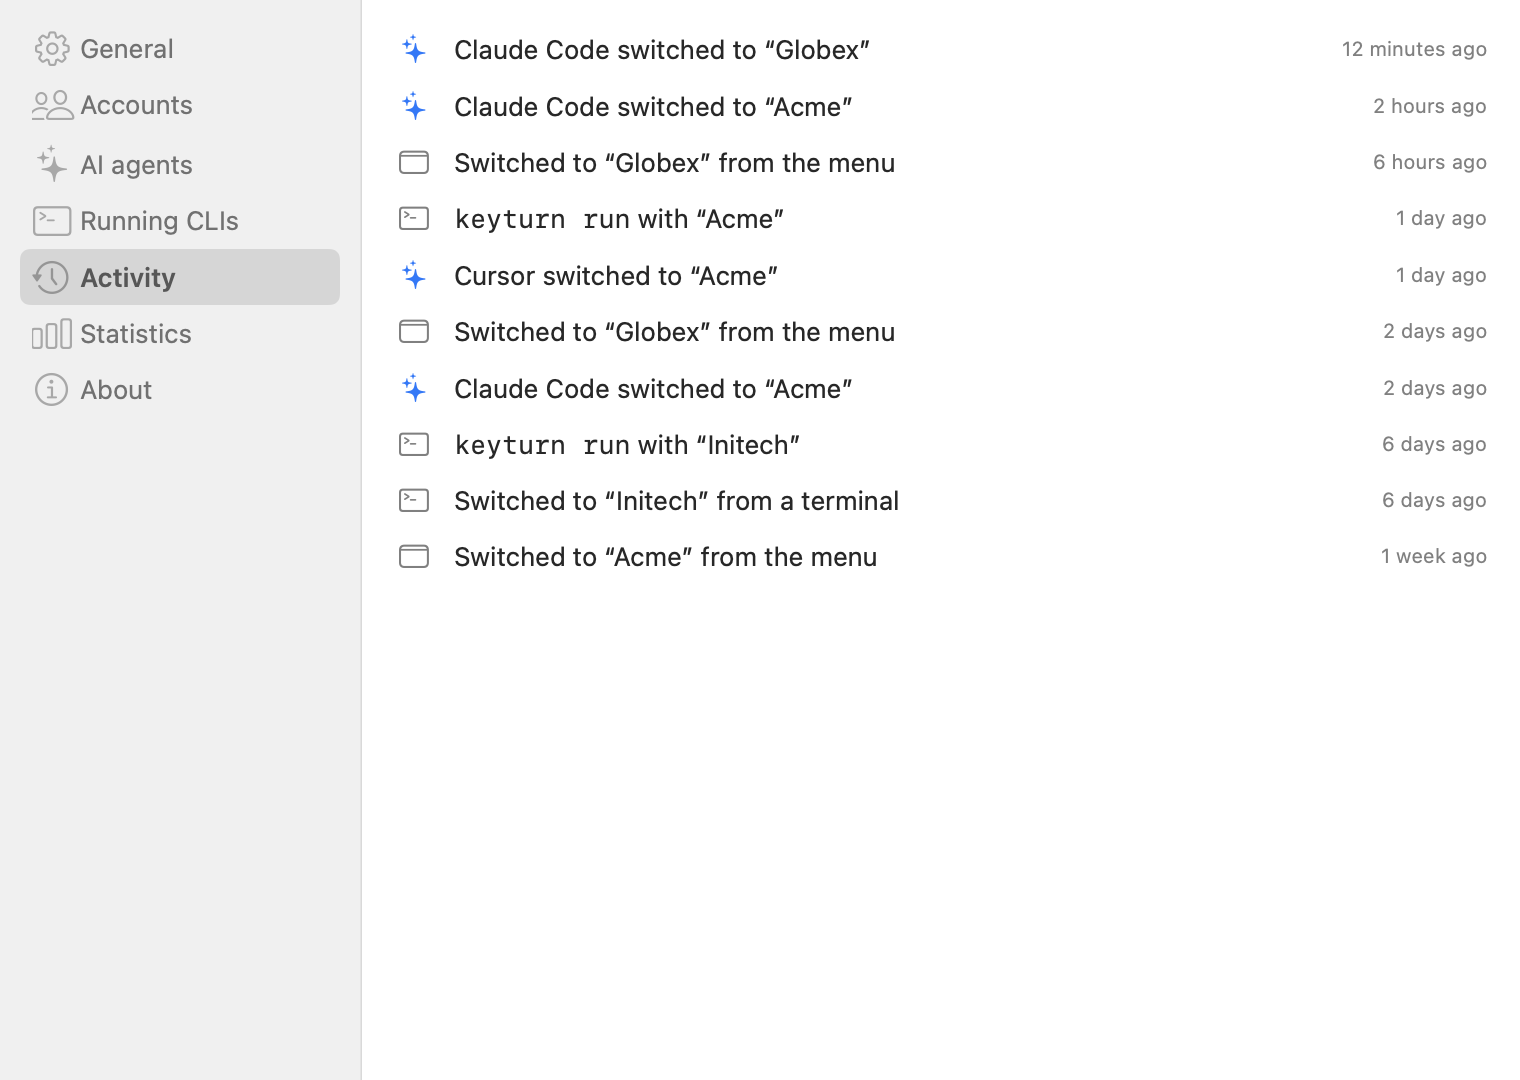 General
Accounts
AI agents
Running CLIs
Activity
Statistics
About
Claude Code switched to “Globex” 12 minutes ago
Claude Code switched to “Acme” 2 hours ago
Switched to “Globex” from the menu 6 hours ago
keyturn run with “Acme” 1 day ago
Cursor switched to “Acme” 1 day ago
Switched to “Globex” from the menu 2 days ago
Claude Code switched to “Acme” 2 days ago
keyturn run with “Initech” 6 days ago
Switched to “Initech” from a terminal 6 days ago
Switched to “Acme” from the menu 1 week ago